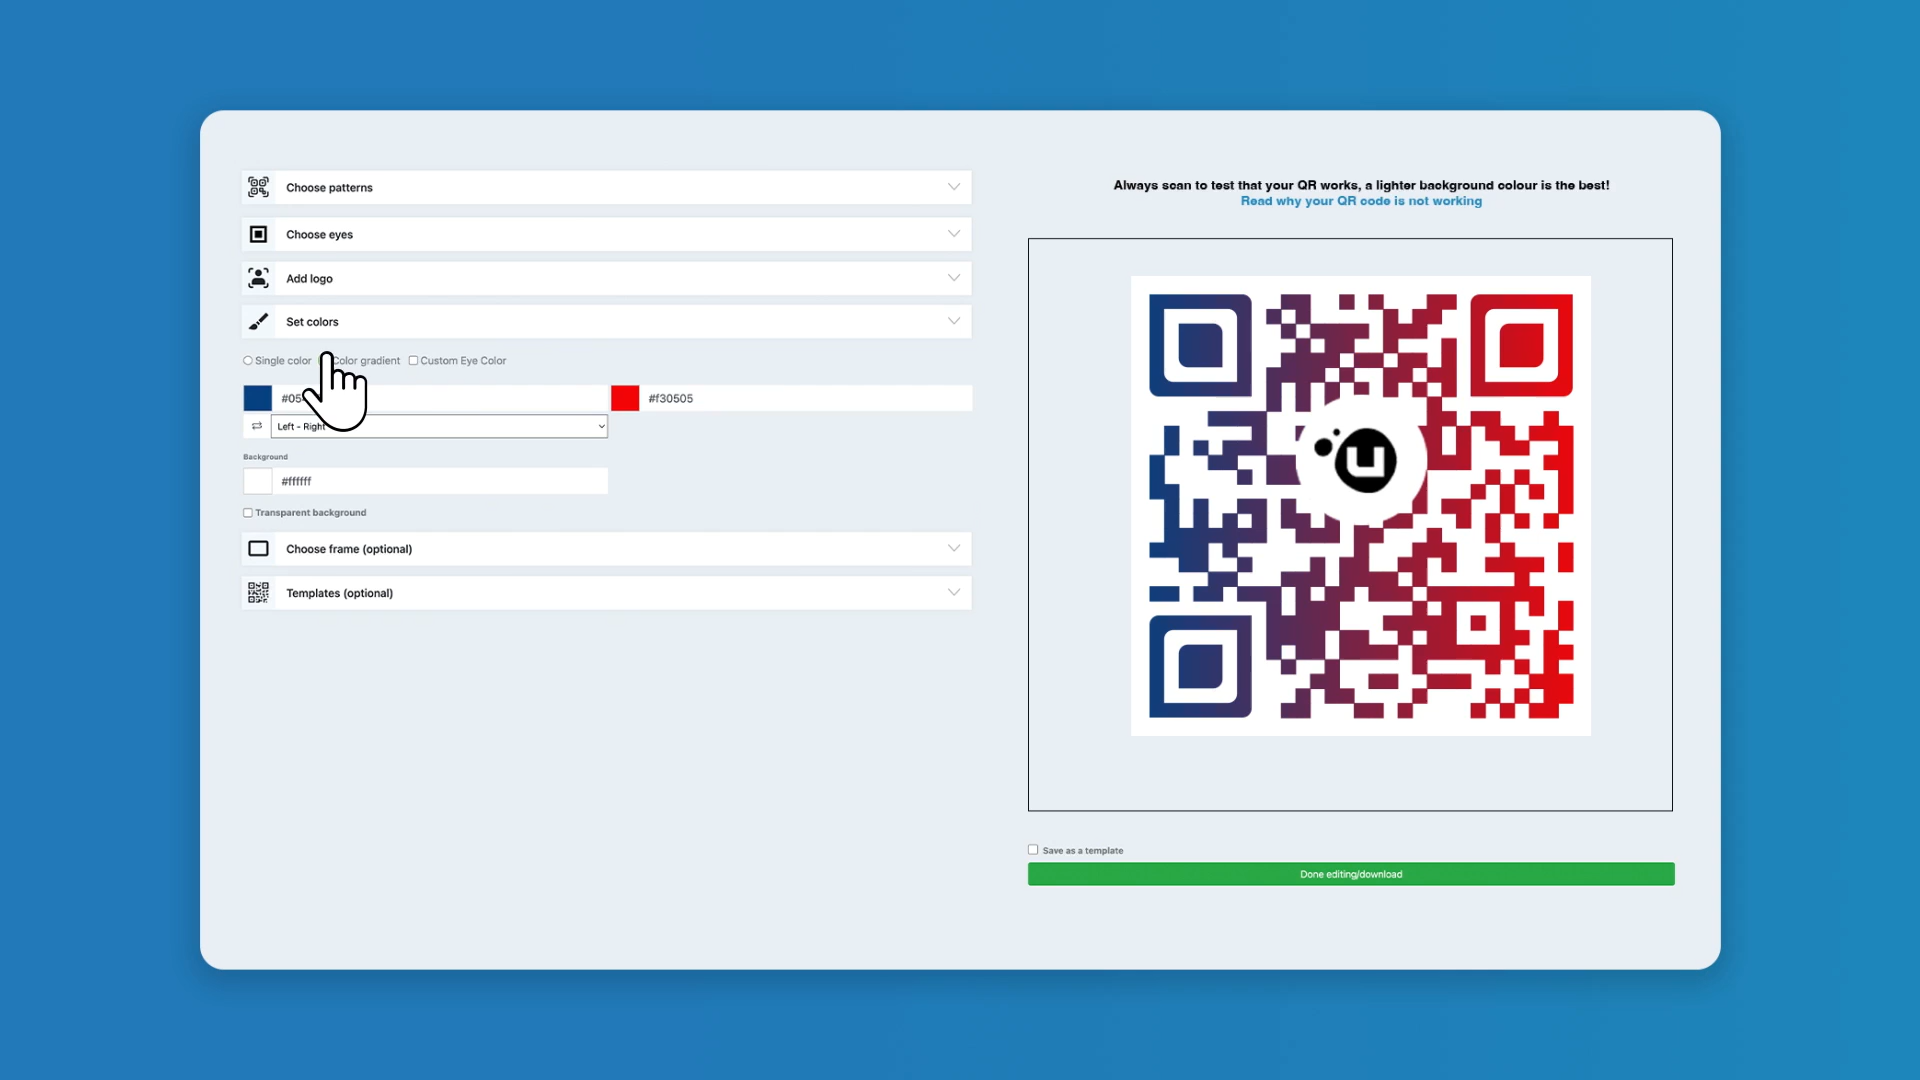 Choose patterns
Choose eyes
Add logo
Set colors
Single color
Color gradient
Custom Eye Color
#05
#f30505
Left - Right
Background
#ffffff
Transparent background
Choose frame (optional)
Templates (optional)
Always scan to test that your QR works, a lighter background colour is the best!
Read why your QR code is not working
U
Save as a template
Done editing/download